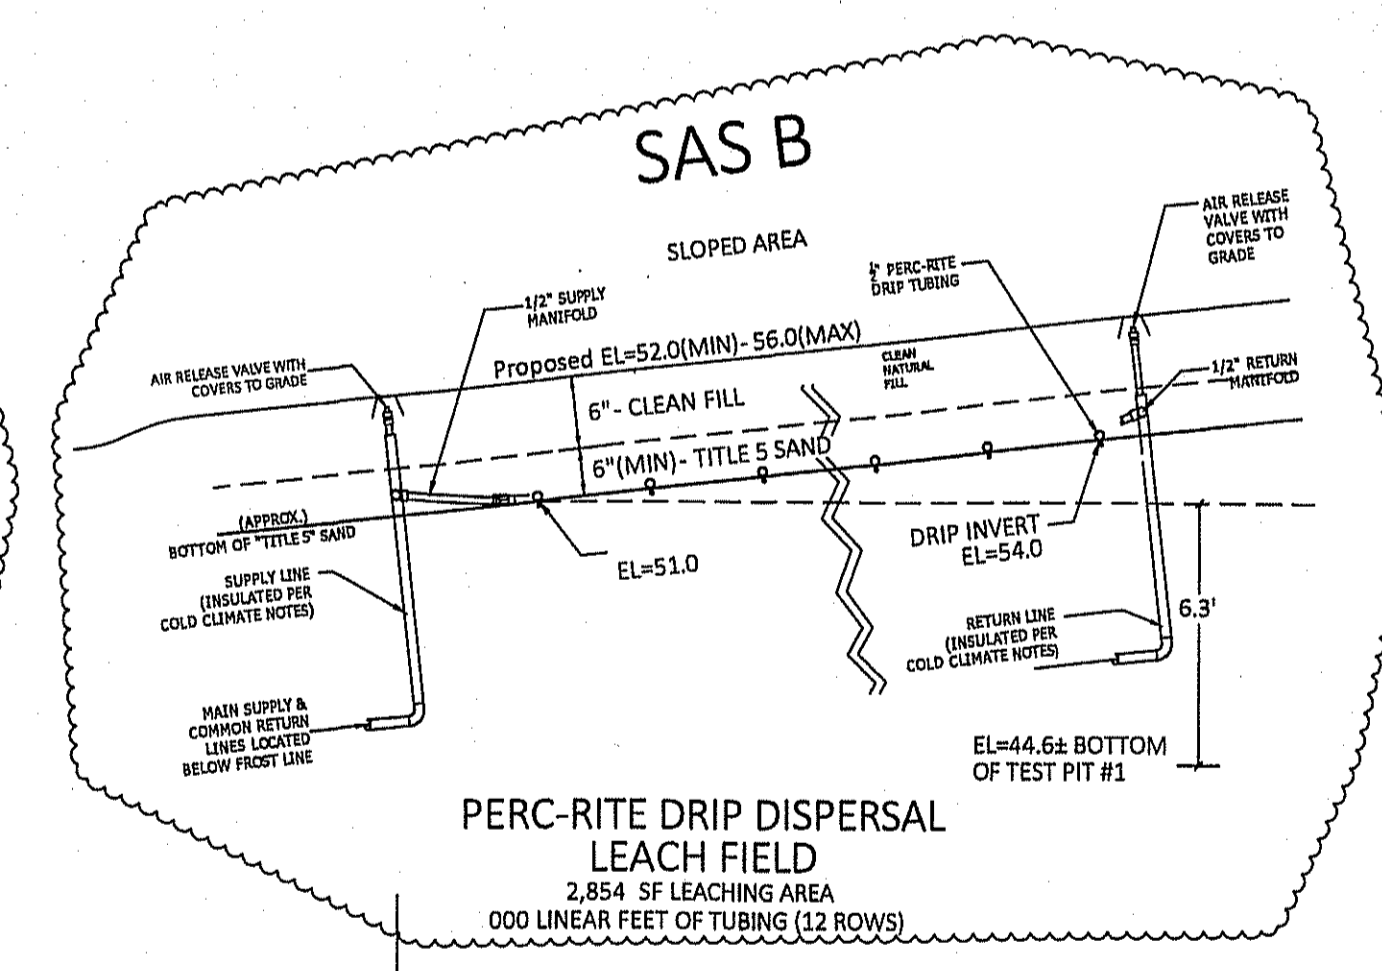 SAS B
SLOPED AREA
AIR RELEASE
VALVE WITH
COVERS TO
GRADE
1/2" PERC-RITE
DRIP TUBING
1/2" SUPPLY
MANIFOLD
Proposed EL=52.0(MIN)- 56.0(MAX)
CLEAN
NATURAL
FILL
AIR RELEASE VALVE WITH
COVERS TO GRADE
1/2" RETURN
MANIFOLD
6"- CLEAN FILL
6"(MIN)- TITLE 5 SAND
(APPROX.)
BOTTOM OF "TITLE 5" SAND
DRIP INVERT
EL=54.0
EL=51.0
SUPPLY LINE
(INSULATED PER
COLD CLIMATE NOTES)
6.3'
RETURN LINE
(INSULATED PER
COLD CLIMATE NOTES)
MAIN SUPPLY &
COMMON RETURN
LINES LOCATED
BELOW FROST LINE
EL=44.6± BOTTOM
OF TEST PIT #1
PERC-RITE DRIP DISPERSAL
LEACH FIELD
2,854 SF LEACHING AREA
000 LINEAR FEET OF TUBING (12 ROWS)